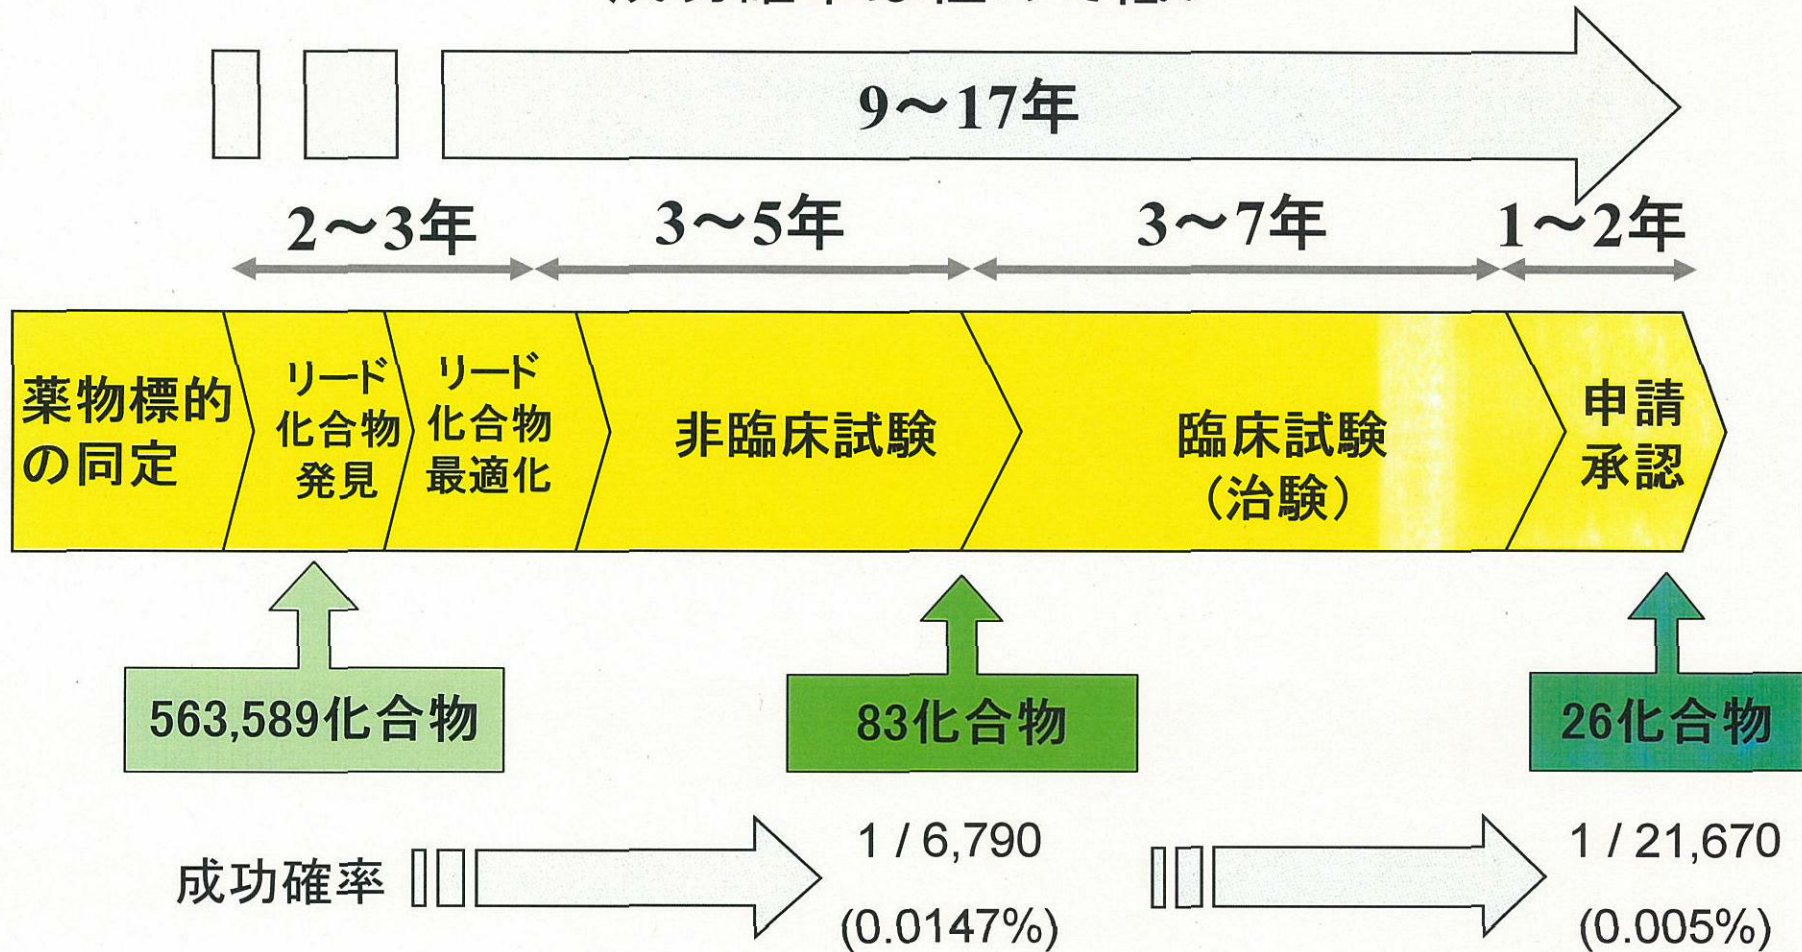 9～17年
2～3年
3～5年
3～7年
1～2年
薬物標的
の同定
リード
化合物
発見
リード
化合物
最適化
非臨床試験
臨床試験
（治験）
申請
承認
563,589化合物
83化合物
26化合物
成功確率
1 / 6,790
(0.0147%)
1 / 21,670
(0.005%)